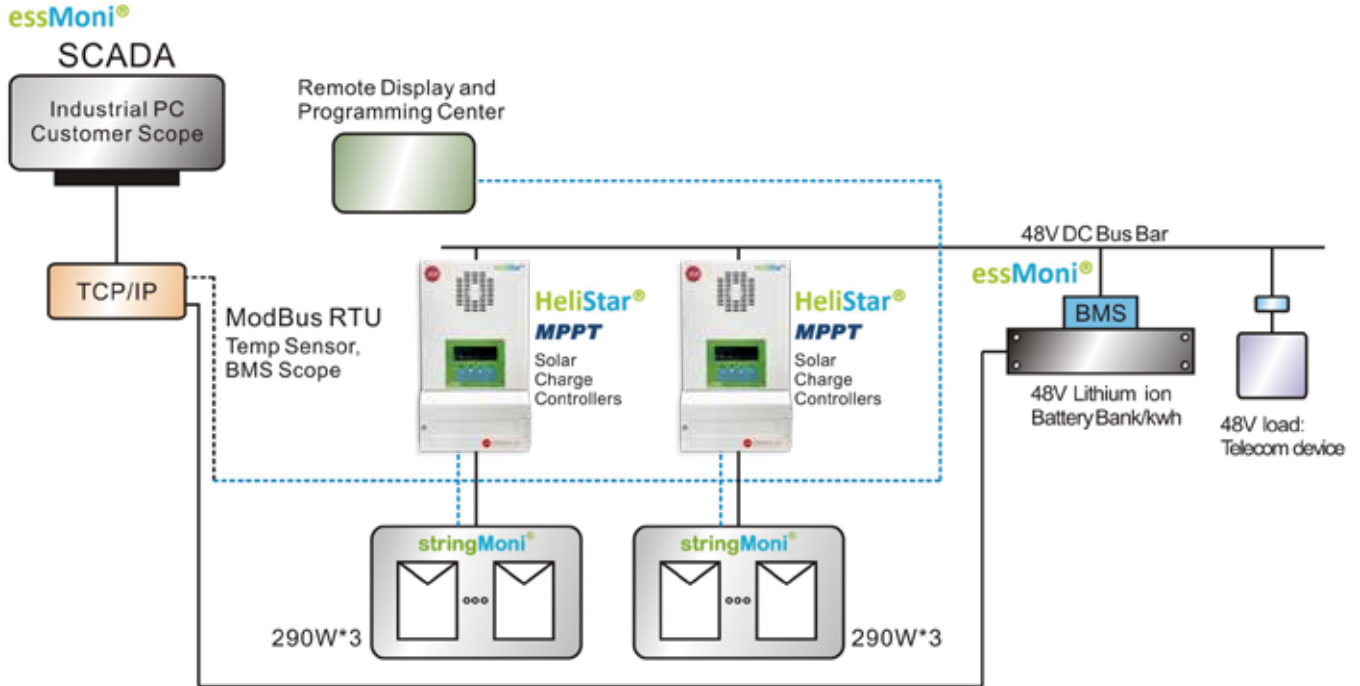 essMoni®
SCADA
Industrial PC
Customer Scope
Remote Display and
Programming Center
TCP/IP
ModBus RTU
Temp Sensor,
BMS Scope
HeliStar®
MPPT
Solar
Charge
Controllers
HeliStar®
MPPT
Solar
Charge
Controllers
48V DC Bus Bar
essMoni®
BMS
48V Lithium ion
Battery Bank/kwh
48V load:
Telecom device
stringMoni®
290W*3
stringMoni®
290W*3